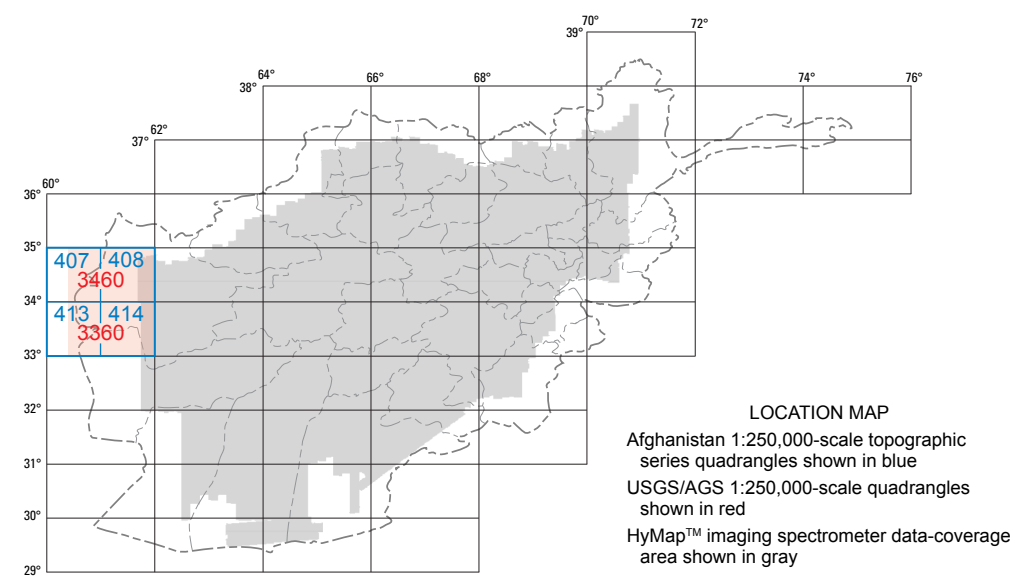 70° 72°
39°
64° 66° 68° 74° 76°
38°
62°
37°
60°
36°
35°
407 408
3460
34°
413 414
3360
33°
32°
31°
30°
29°
LOCATION MAP
Afghanistan 1:250,000-scale topographic
series quadrangles shown in blue
USGS/AGS 1:250,000-scale quadrangles
shown in red
HyMap™ imaging spectrometer data-coverage
area shown in gray